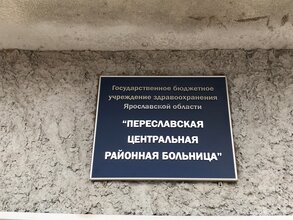 Государственное бюджетное
учреждение здравоохранения
Ярославской области
"ПЕРЕСЛАВСКАЯ
ЦЕНТРАЛЬНАЯ
РАЙОННАЯ БОЛЬНИЦА"